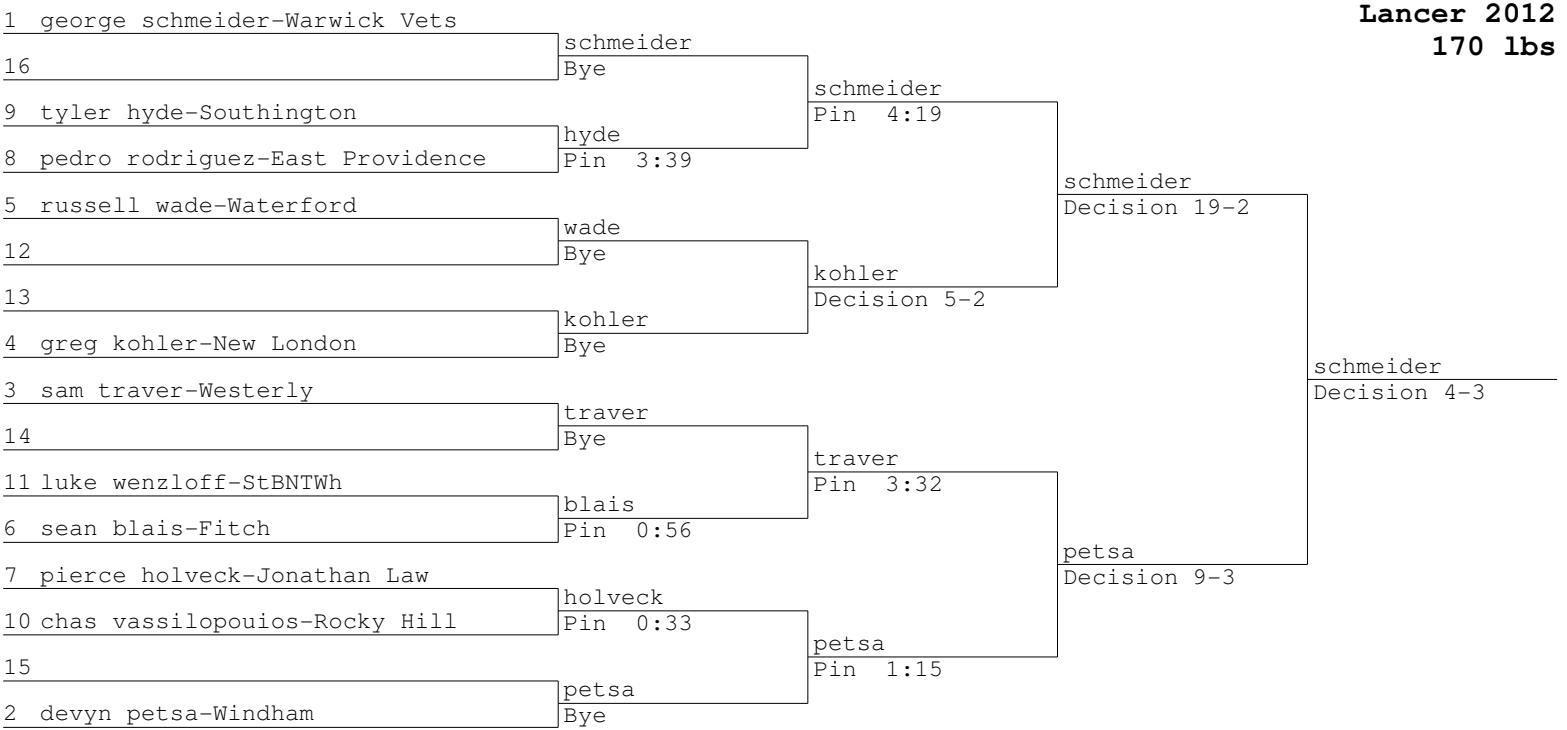 Lancer 2012
170 lbs
1 george schmeider-Warwick Vets
16
9 tyler hyde-Southington
8 pedro rodriguez-East Providence
5 russell wade-Waterford
12
13
4 greg kohler-New London
3 sam traver-Westerly
14
11 luke wenzloff-StBNTWh
6 sean blais-Fitch
7 pierce holveck-Jonathan Law
10 chas vassilopouios-Rocky Hill
15
2 devyn petsa-Windham
schmeider
Bye
hyde
Pin 3:39
wade
Bye
kohler
Bye
traver
Bye
blais
Pin 0:56
holveck
Pin 0:33
petsa
Bye
schmeider
Pin 4:19
kohler
Decision 5-2
traver
Pin 3:32
petsa
Pin 1:15
schmeider
Decision 19-2
petsa
Decision 9-3
schmeider
Decision 4-3